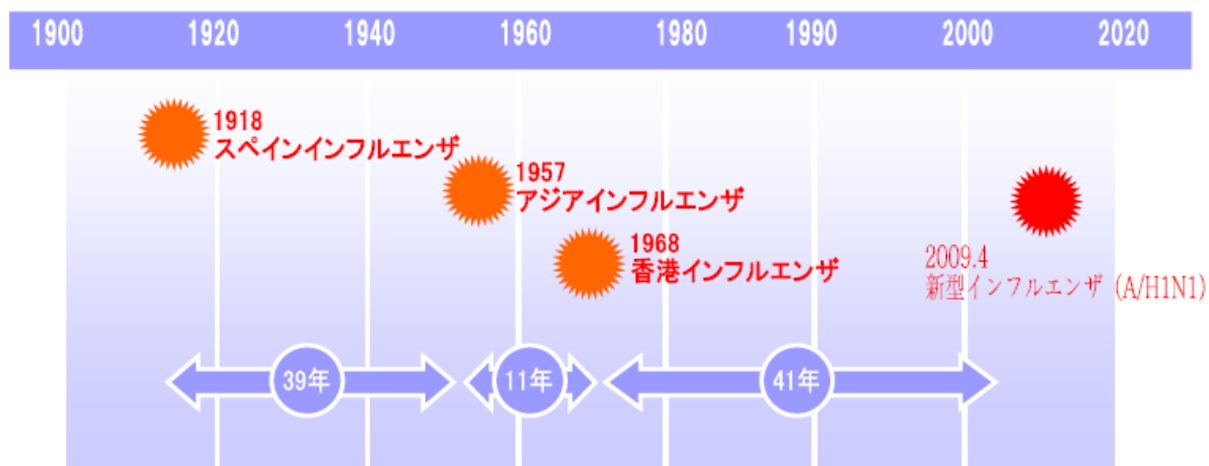 1900 1920 1940 1960 1980 1990 2000 2020
1918
スペインインフルエンザ
1957
アジアインフルエンザ
1968
香港インフルエンザ
2009.4
新型インフルエンザ (A/H1N1)
39年 11年 41年